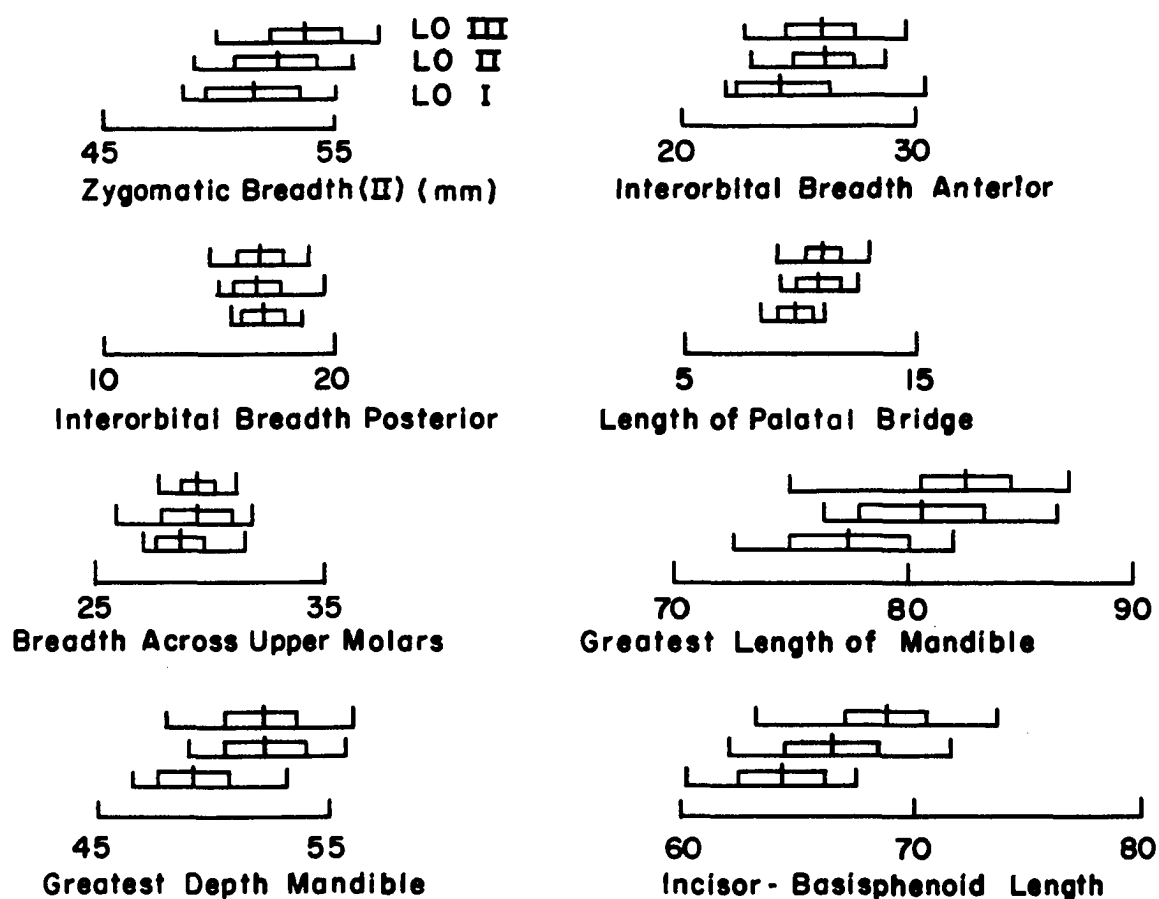 LO III
LO II
LO I
45 55
Zygomatic Breadth (II) (mm)
20 30
Interorbital Breadth Anterior
10 20
Interorbital Breadth Posterior
5 15
Length of Palatal Bridge
25 35
Breadth Across Upper Molars
70 80 90
Greatest Length of Mandible
45 55
Greatest Depth Mandible
60 70 80
Incisor - Basisphenoid Length